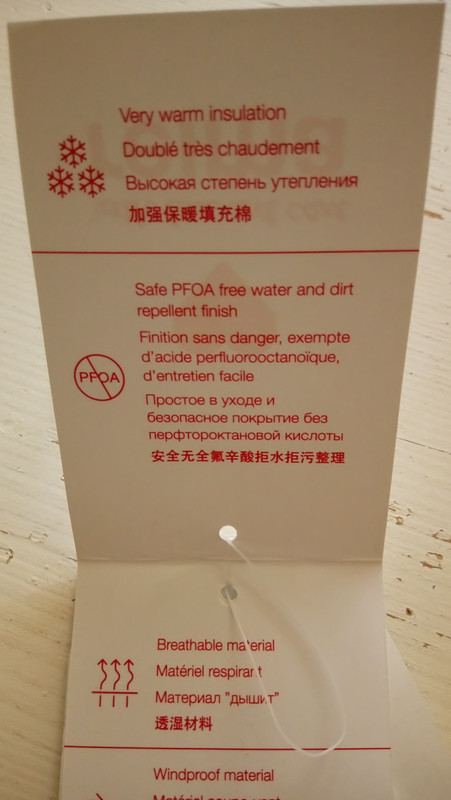 Very warm insulation
Doublé très chaudement
Высокая степень утепления
加强保暖填充棉
Safe PFOA free water and dirt
repellent finish
PFOA
Finition sans danger, exempte
d'acide perfluorooctanoïque,
d'entretien facile
Простое в уходе и
безопасное покрытие без
перфтороктановой кислоты
安全无全氟辛酸拒水拒污整理
Breathable material
Matériel respirant
Материал "дышит"
透湿材料
Windproof material
Matériel coupe-vent